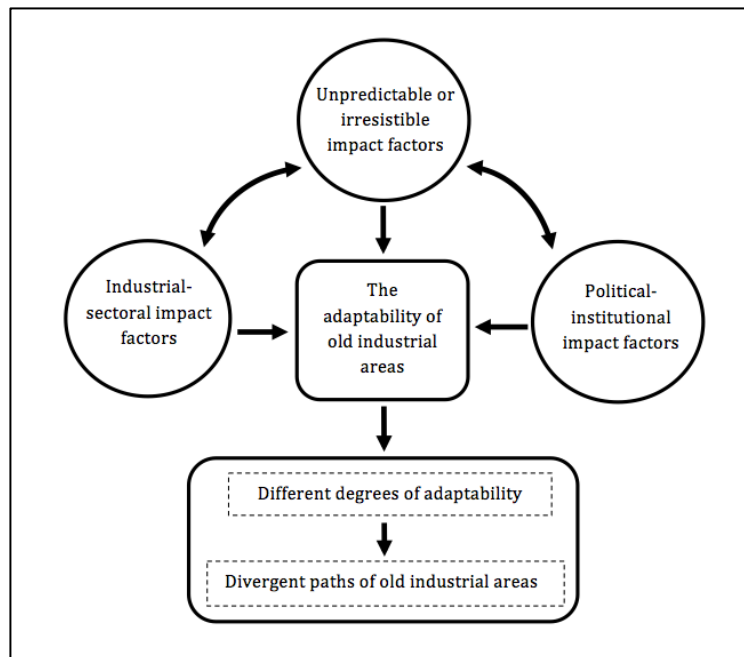 Unpredictable or
irresistible
impact factors
Industrial-
sectoral impact
factors
The
adaptability of
old industrial
areas
Political-
institutional
impact factors
Different degrees of adaptability
Divergent paths of old industrial areas